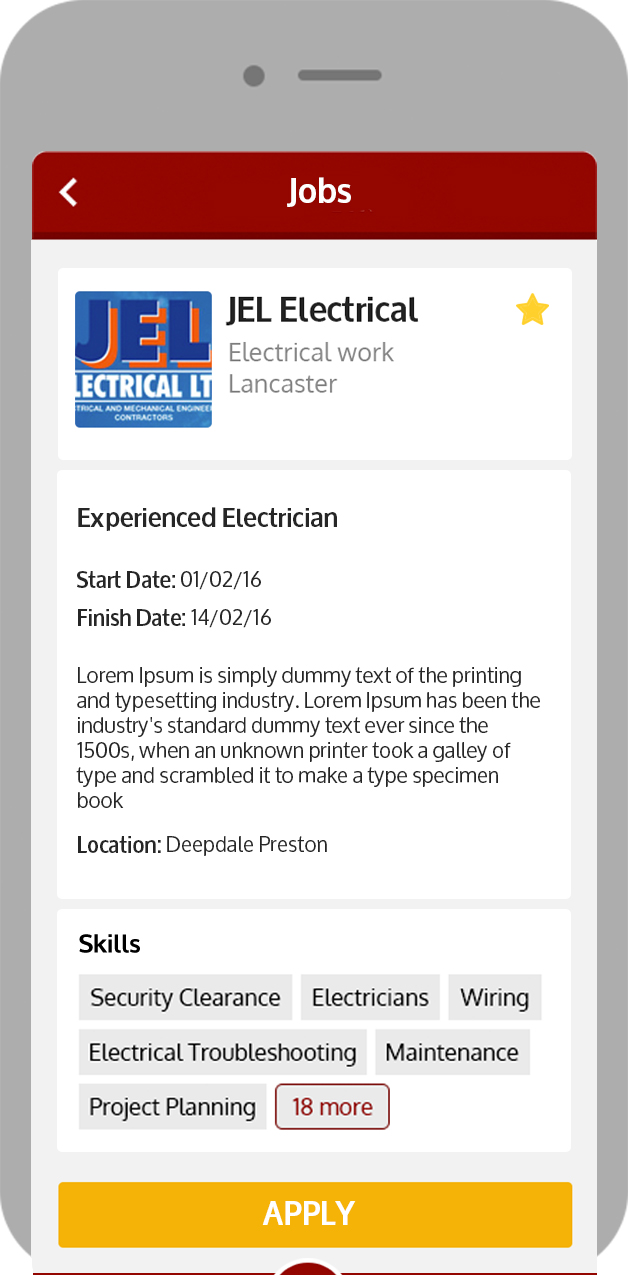 Jobs
JEL
LECTRICAL LT
TRICAL AND MECHANICAL ENGINEE
CONTRACTORS
JEL Electrical
Electrical work
Lancaster
Experienced Electrician
Start Date: 01/02/16
Finish Date: 14/02/16
Lorem Ipsum is simply dummy text of the printing
and typesetting industry. Lorem Ipsum has been the
industry's standard dummy text ever since the
1500s, when an unknown printer took a galley of
type and scrambled it to make a type specimen
book
Location: Deepdale Preston
Skills
Security Clearance Electricians Wiring
Electrical Troubleshooting Maintenance
Project Planning 18 more
APPLY